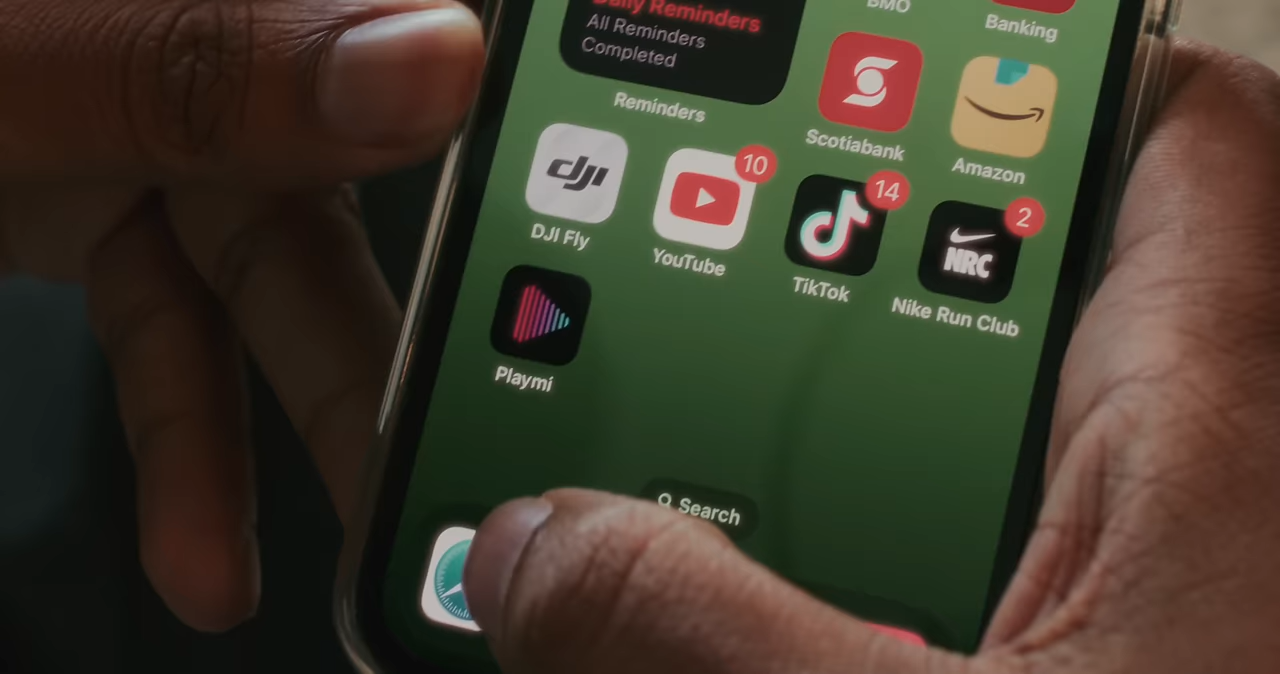 Daily Reminders
All Reminders
Completed
Reminders
BMO
Banking
Scotiabank
Amazon
dji
DJI Fly
10
YouTube
14
TikTok
2
NRC
Nike Run Club
Playmi
Search